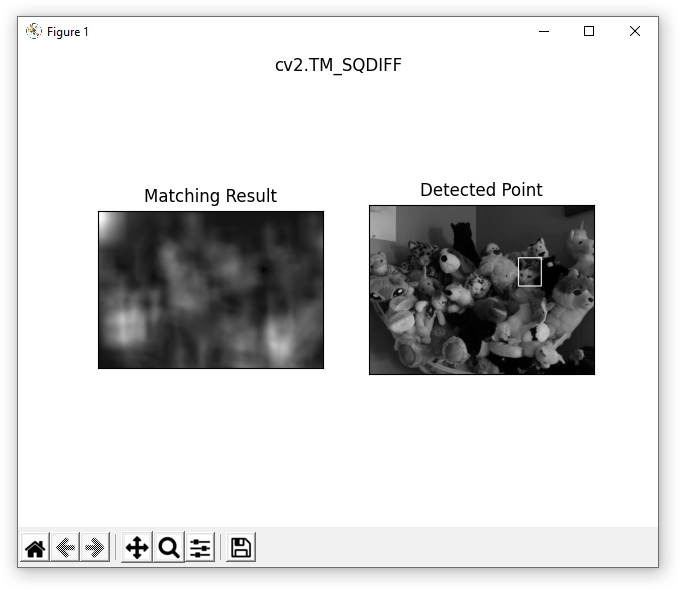 Figure 1
cv2.TM_SQDIFF
Matching Result
Detected Point